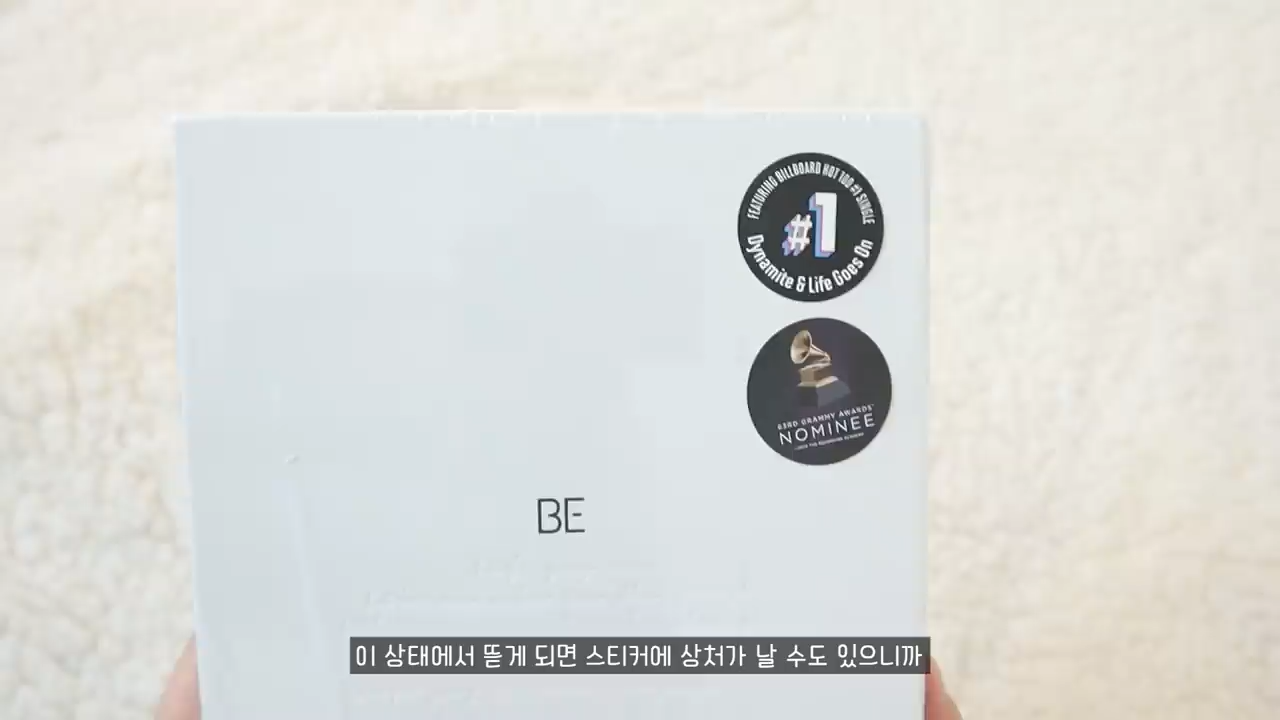 FEATURING BILLBOARD HOT 100 #1 SINGLE
#1
Dynamite & Life Goes On
63RD GRAMMY AWARDS®
NOMINEE
BE
이 상태에서 뜯게 되면 스티커에 상처가 날 수도 있으니까